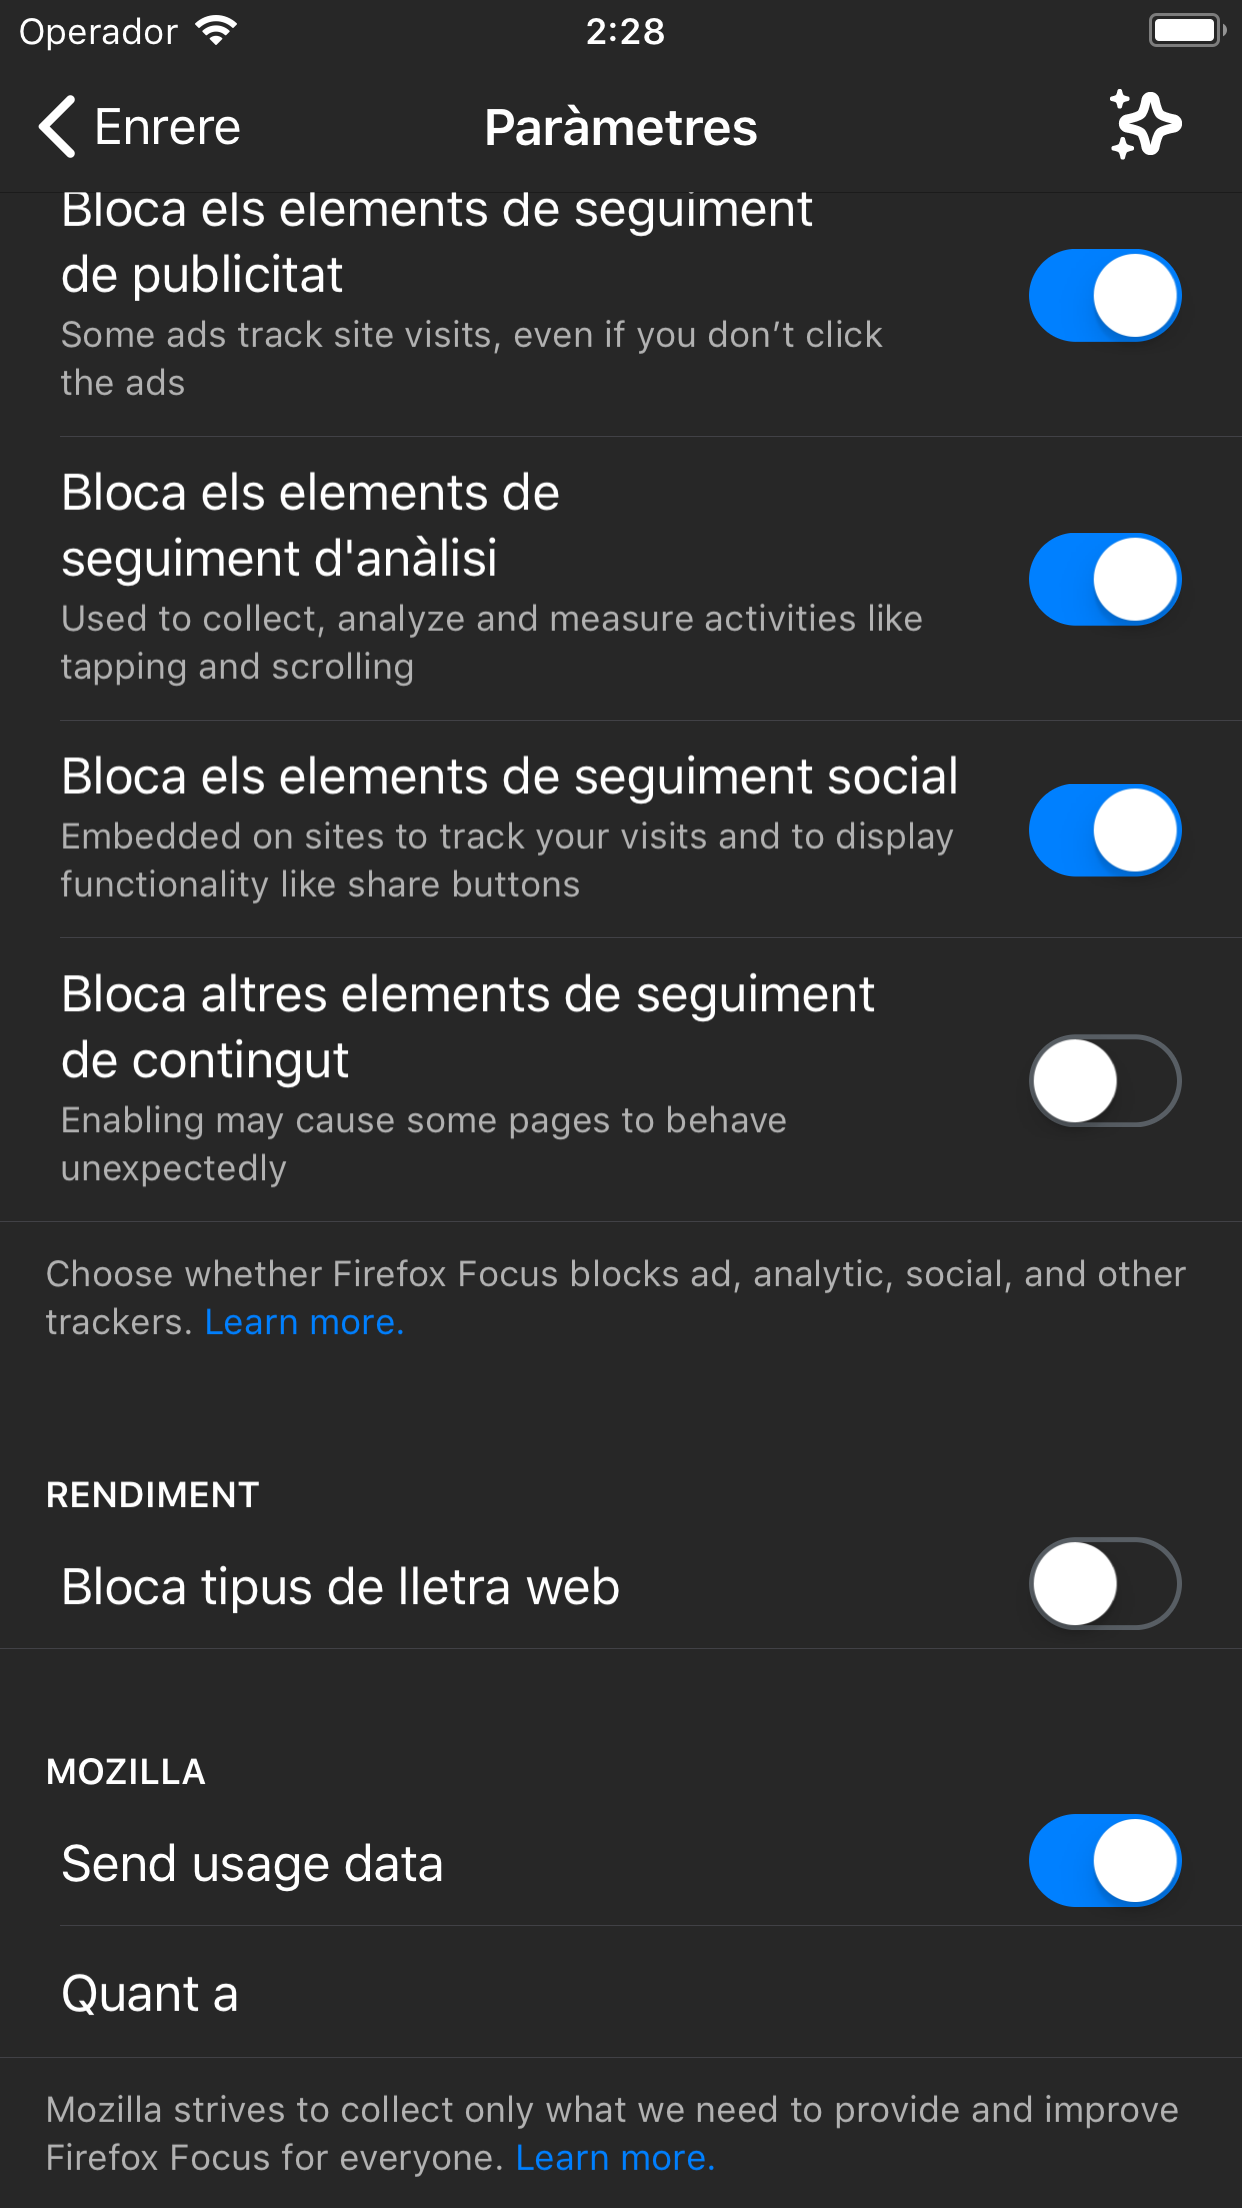 Operador
2:28
Enrere
Paràmetres
Bloca els elements de seguiment
de publicitat
Some ads track site visits, even if you don’t click
the ads
Bloca els elements de
seguiment d'anàlisi
Used to collect, analyze and measure activities like
tapping and scrolling
Bloca els elements de seguiment social
Embedded on sites to track your visits and to display
functionality like share buttons
Bloca altres elements de seguiment
de contingut
Enabling may cause some pages to behave
unexpectedly
Choose whether Firefox Focus blocks ad, analytic, social, and other
trackers. Learn more.
RENDIMENT
Bloca tipus de lletra web
MOZILLA
Send usage data
Quant a
Mozilla strives to collect only what we need to provide and improve
Firefox Focus for everyone. Learn more.